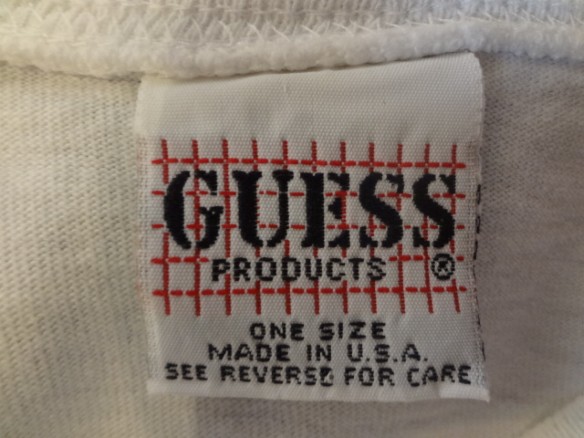 GUESS
PRODUCTS ®
ONE SIZE
MADE IN U.S.A.
SEE REVERSE FOR CARE